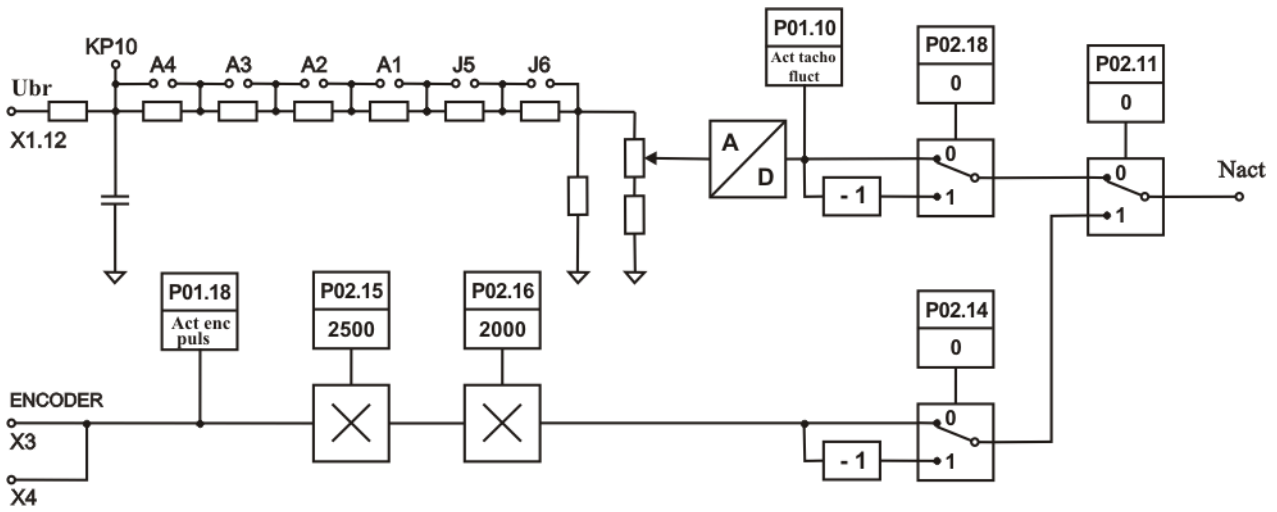 P01.10
Act tacho
fluct
P02.18
0
P02.11
0
KP10
A4
A3
A2
A1
J5
J6
Ubr
X1.12
A
D
0
- 1
1
0
1
Nact
P01.18
Act enc
puls
P02.15
2500
P02.16
2000
P02.14
0
ENCODER
X3
X4
0
- 1
1